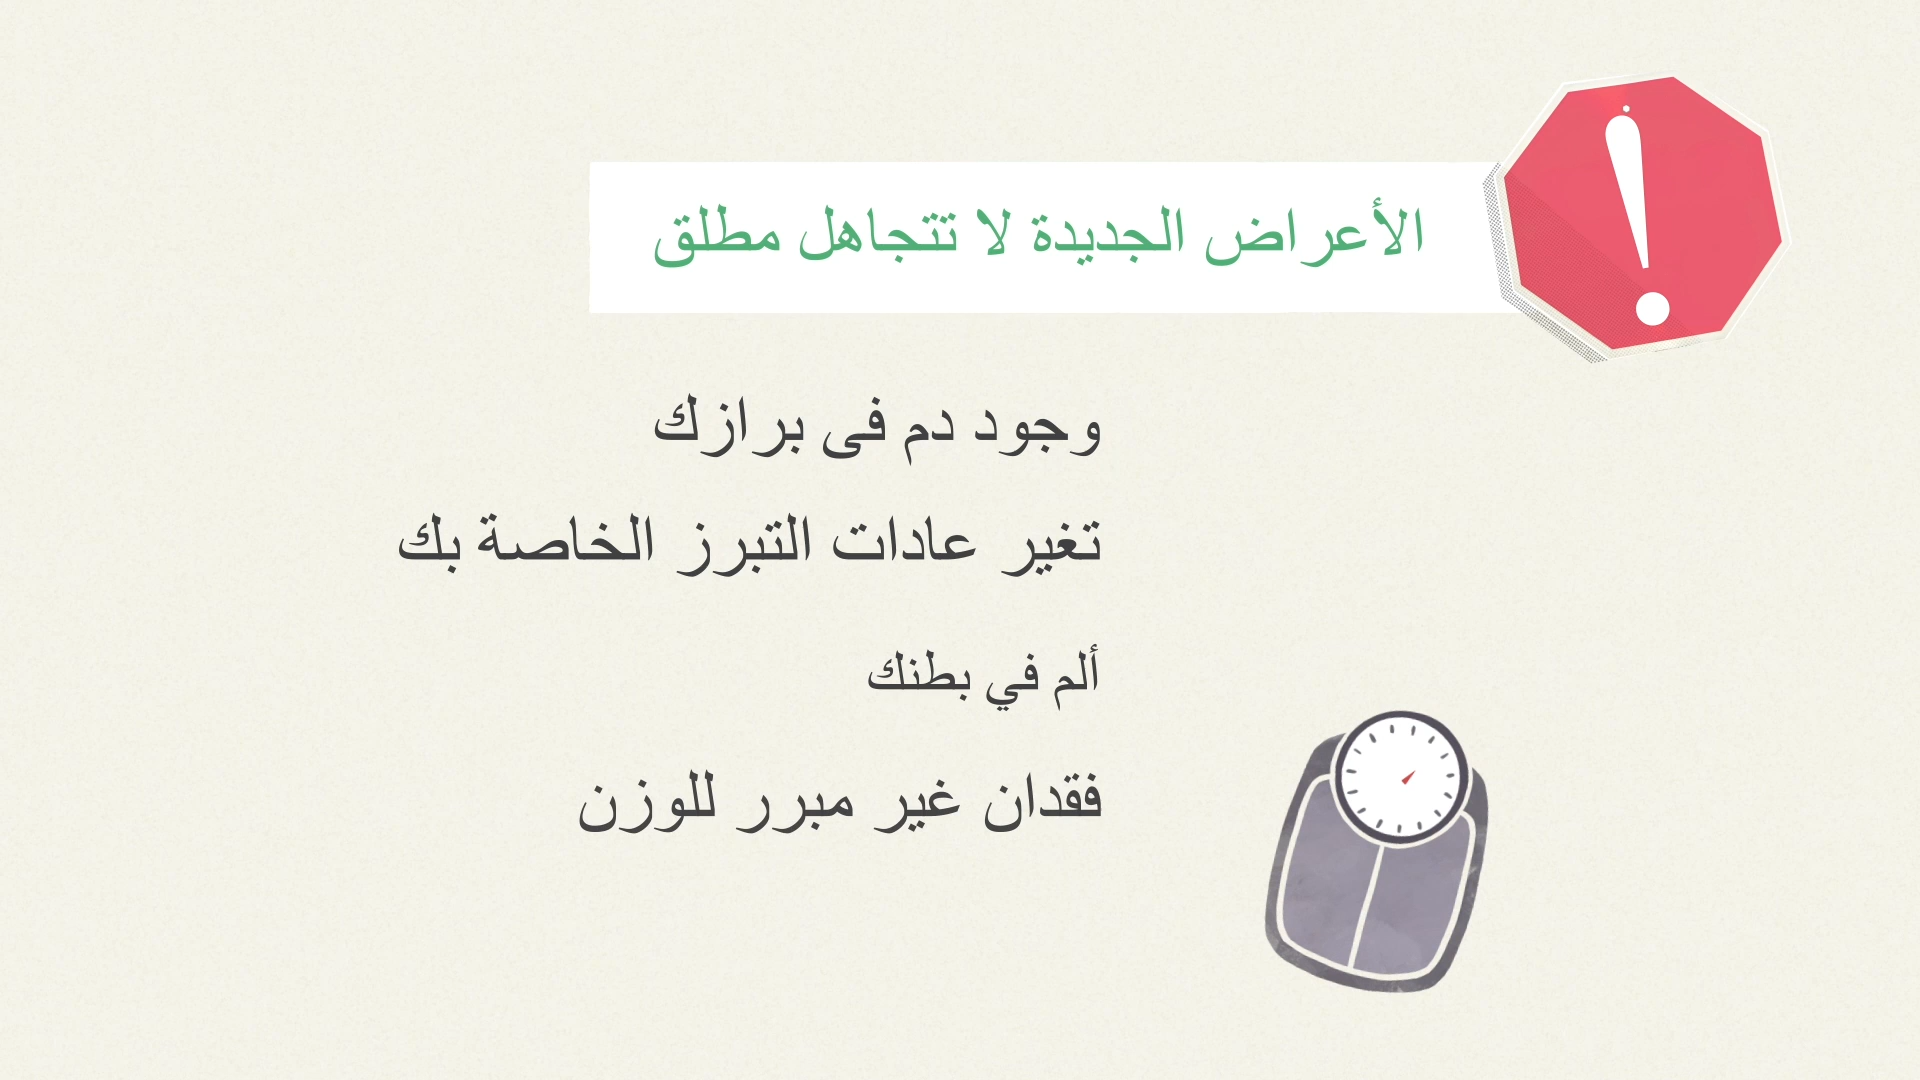 الأعراض الجديدة لا تتجاهل مطلق
وجود دم فى برازك
تغير عادات التبرز الخاصة بك
ألم في بطنك
فقدان غير مبرر للوزن